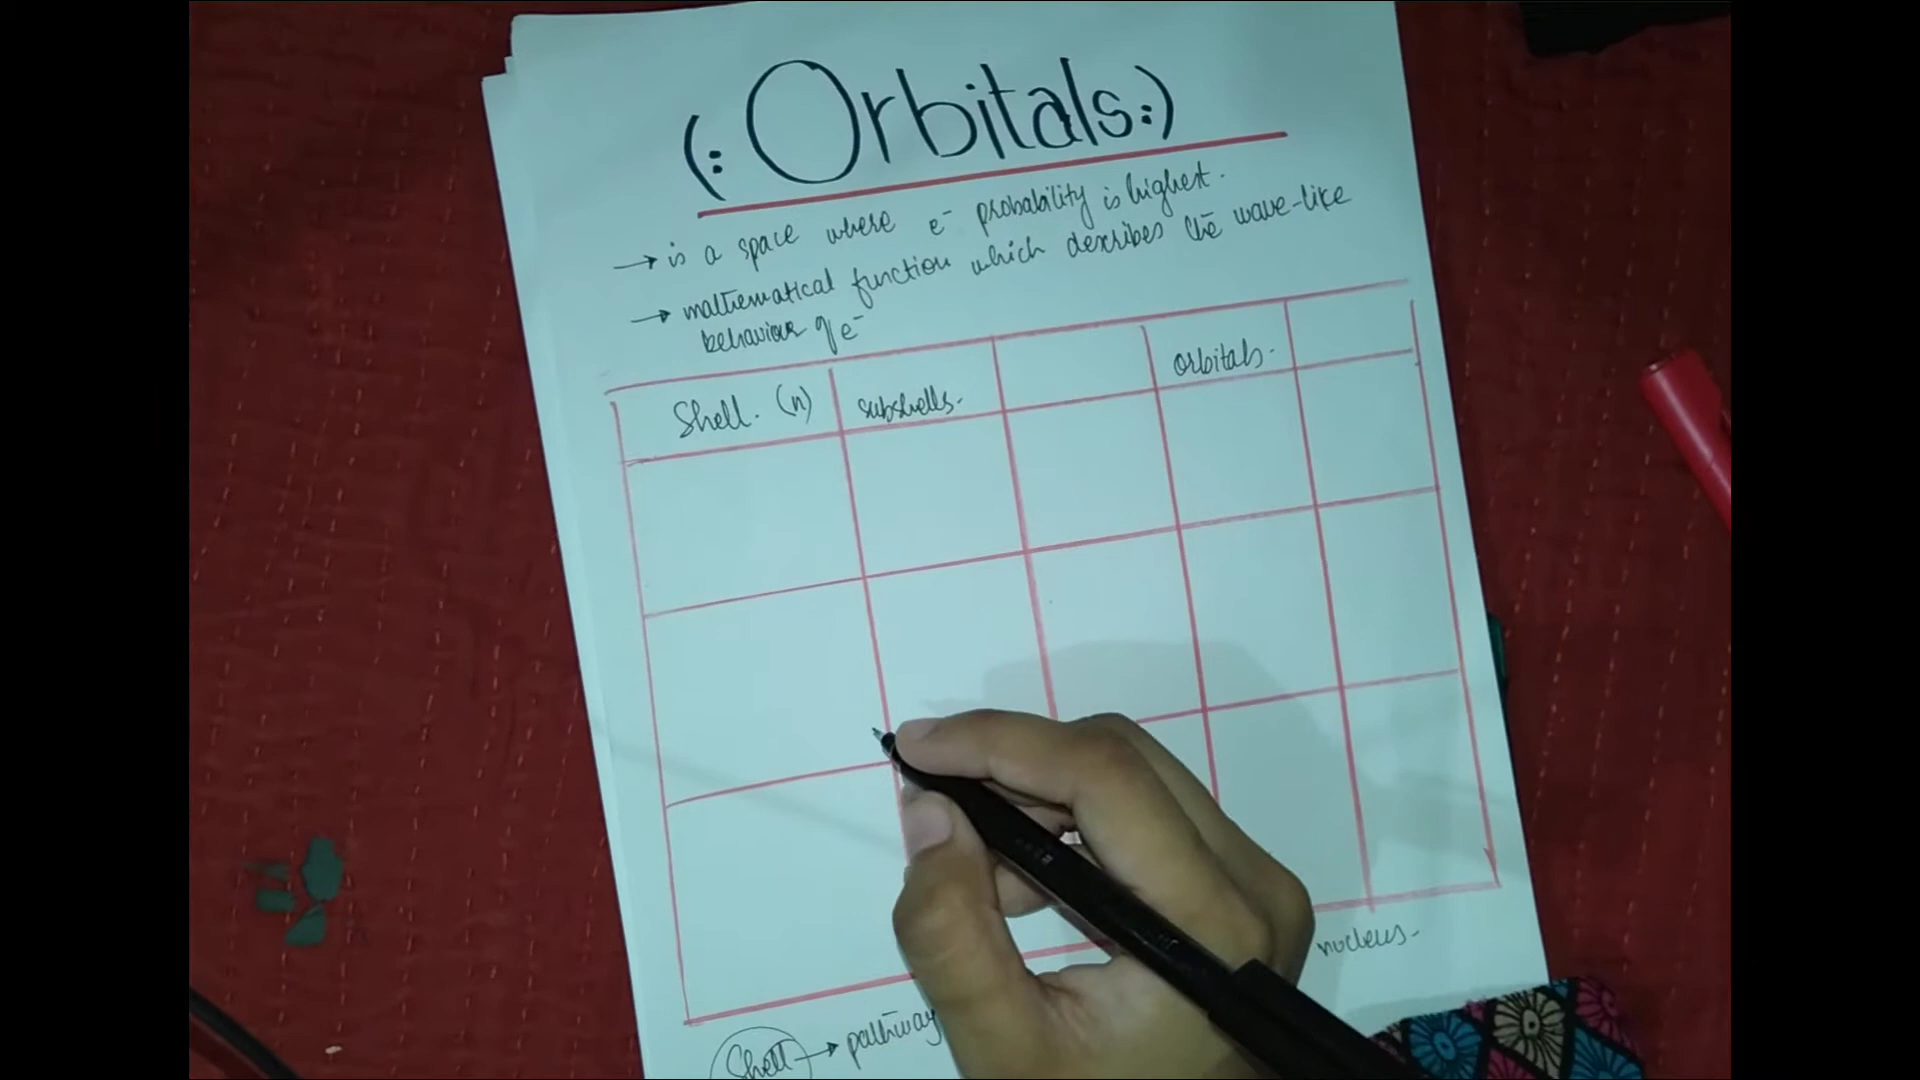 (: Orbitals :)
→ is a space where e⁻ probability is highest.
→ mathematical function which describes the wave-like
behaviour of e⁻
Shell. (n) subshells. orbitals.
nucleus.
Shell → pathway